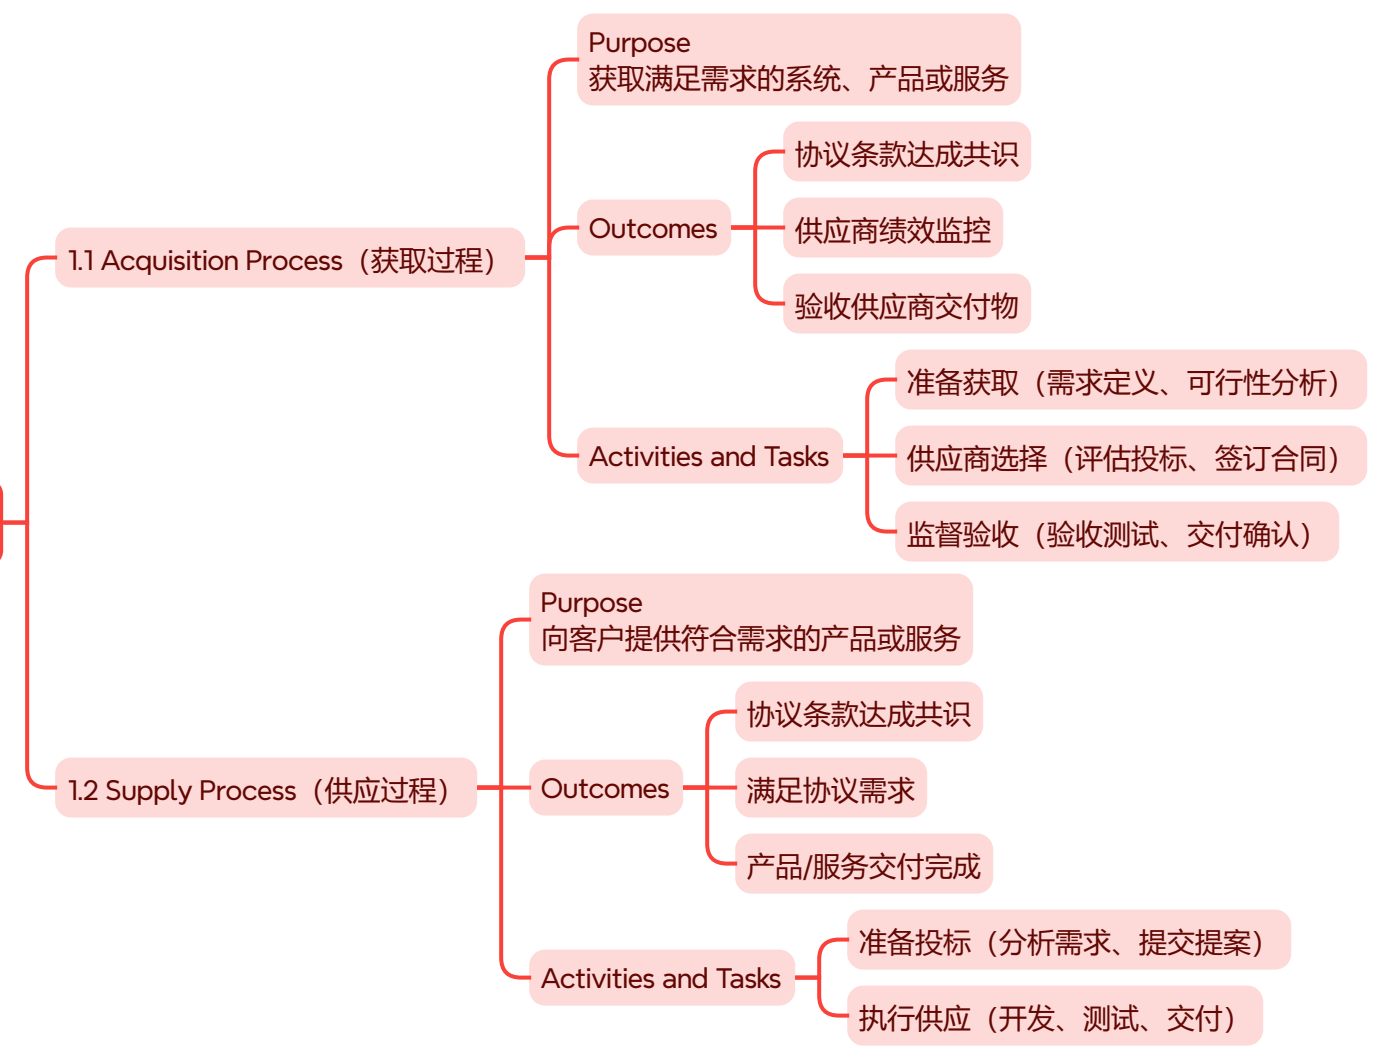 1.1 Acquisition Process（获取过程）
Purpose
获取满足需求的系统、产品或服务
Outcomes
协议条款达成共识
供应商绩效监控
验收供应商交付物
Activities and Tasks
准备获取（需求定义、可行性分析）
供应商选择（评估投标、签订合同）
监督验收（验收测试、交付确认）
1.2 Supply Process（供应过程）
Purpose
向客户提供符合需求的产品或服务
Outcomes
协议条款达成共识
满足协议需求
产品/服务交付完成
Activities and Tasks
准备投标（分析需求、提交提案）
执行供应（开发、测试、交付）